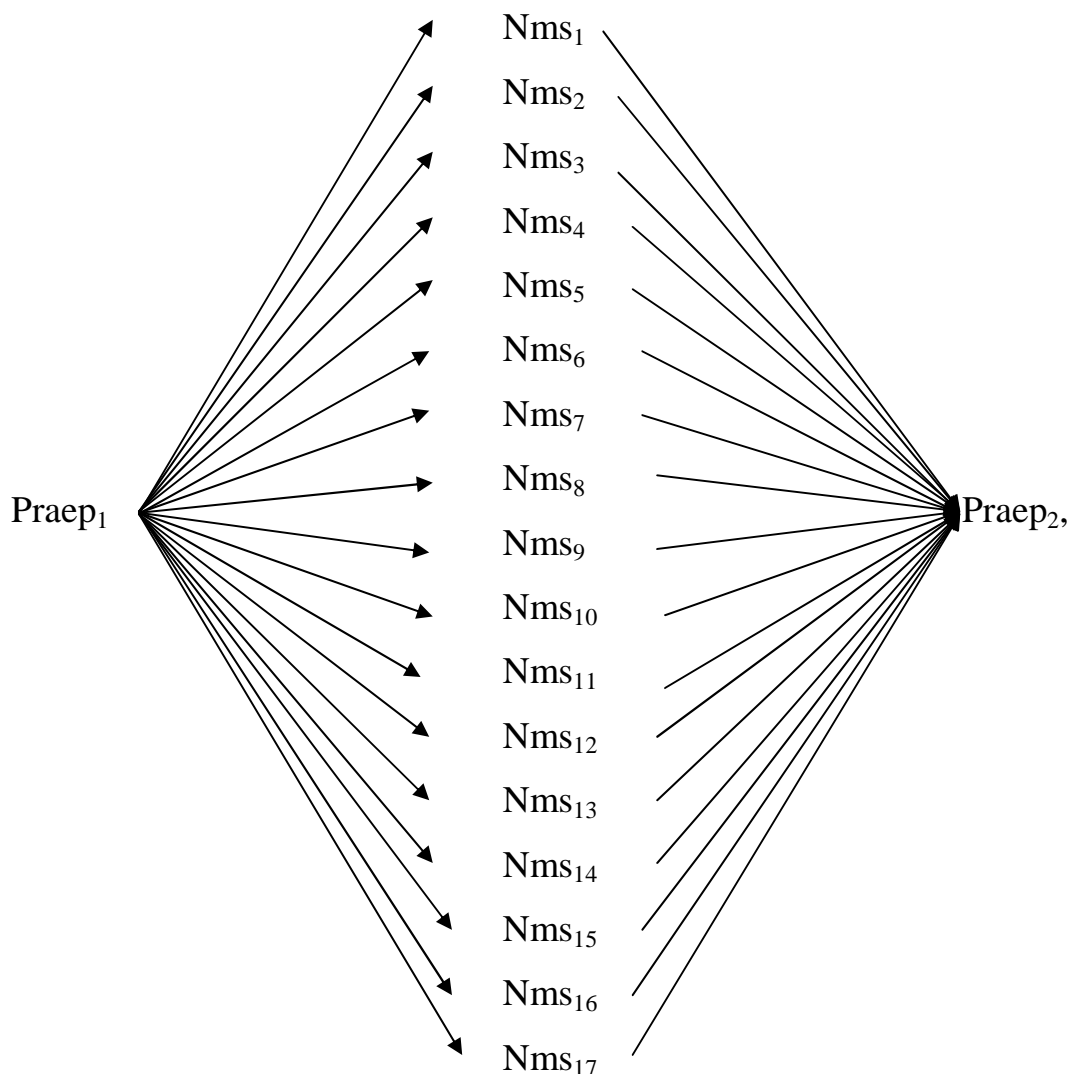 Nms₁
Nms₂
Nms₃
Nms₄
Nms₅
Nms₆
Nms₇
Nms₈
Praep₁ Praep₂,
Nms₉
Nms₁₀
Nms₁₁
Nms₁₂
Nms₁₃
Nms₁₄
Nms₁₅
Nms₁₆
Nms₁₇